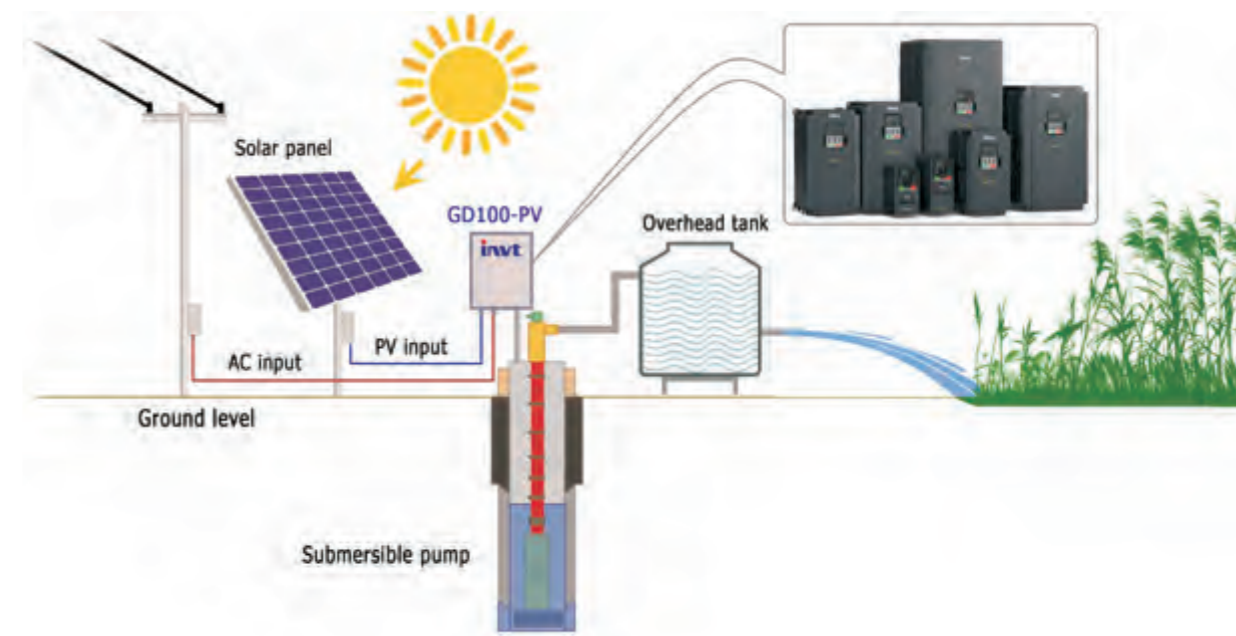 Solar panel
GD100-PV
invt
Overhead tank
PV input
AC input
Ground level
Submersible pump